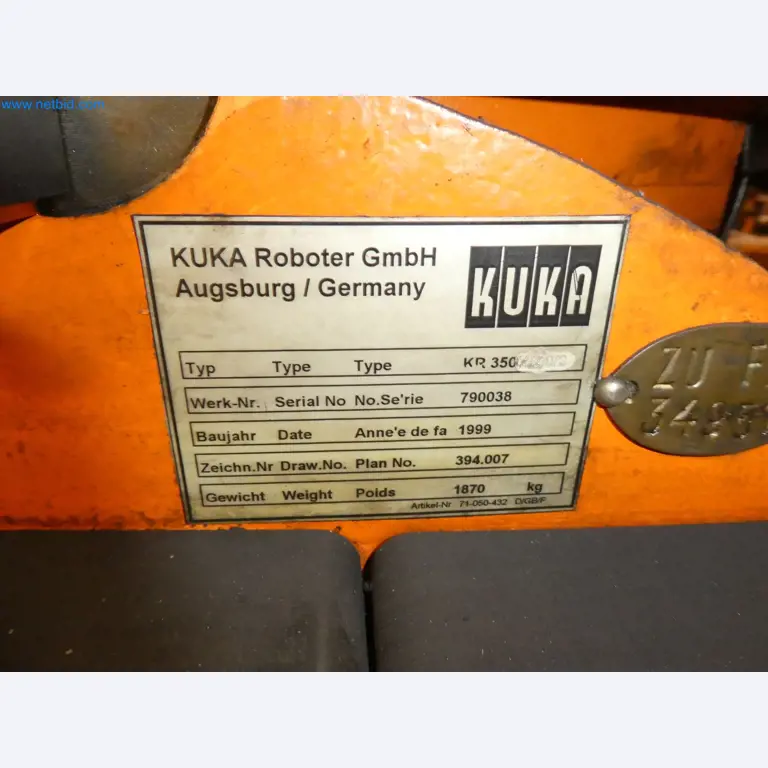 www.netbid.com
KUKA Roboter GmbH
Augsburg / Germany
KUKA
Typ Type Type KR 350
Werk-Nr. Serial No No.Se'rie 790038
Baujahr Date Anne'e de fa 1999
Zeichn.Nr Draw.No. Plan No. 394.007
Gewicht Weight Poids 1870 kg
Artikel-Nr 71-050-432 D/GB/F
ZU